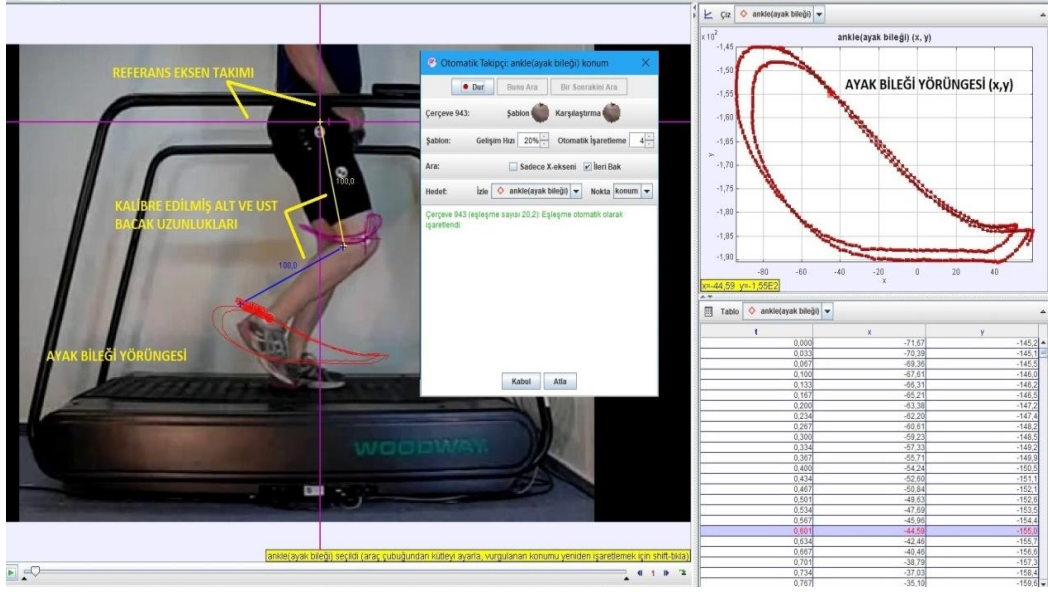 REFERANS EKSEN TAKIMI
KALİBRE EDİLMİŞ ALT VE UST
BACAK UZUNLUKLARI
100,0
100,0
AYAK BİLEĞİ YÖRÜNGESİ
WOODWAY
Otomatik Takipçi: ankle(ayak bileği) konum
Dur Bunu Ara Bir Sonrakini Ara
Çerçeve 943: Şablon Karşılaştırma
Şablon: Gelişim Hızı 20% Otomatik İşaretleme 4
Ara: Sadece X-ekseni İleri Bak
Hedef: İzle ankle(ayak bileği) Nokta konum
Çerçeve 943 (eşleşme sayısı 20,2): Eşleşme otomatik olarak
işaretlendi.
Kabul Atla
ankle(ayak bileği) seçildi (araç çubuğundan kütleyi ayarla, vurgulanan konumu yeniden işaretlemek için shift-tıkla)
1
Çiz ankle(ayak bileği)
ankle(ayak bileği) (x, y)
x10²
AYAK BİLEĞİ YÖRÜNGESİ (x,y)
-1,45
-1,50
-1,55
-1,60
-1,65
-1,70
-1,75
-1,80
-1,85
-1,90
y
-80 -60 -40 -20 0 20 40
x
x=-44,59 y=-1,55E2
Tablo ankle(ayak bileği)
t x y
0,000 -71,67 -145,2
0,033 -70,39 -145,1
0,067 -69,36 -145,5
0,100 -67,61 -146,0
0,133 -66,31 -146,2
0,167 -65,21 -146,5
0,200 -63,38 -147,2
0,234 -62,20 -147,4
0,267 -60,61 -148,2
0,300 -59,23 -148,5
0,334 -57,33 -149,2
0,367 -55,71 -149,9
0,400 -54,24 -150,5
0,434 -52,60 -151,1
0,467 -50,84 -152,1
0,501 -49,63 -152,6
0,534 -47,69 -153,5
0,567 -45,96 -154,4
0,601 -44,59 -155,0
0,634 -42,46 -155,7
0,667 -40,46 -156,6
0,701 -38,79 -157,3
0,734 -37,03 -158,4
0,767 -35,10 -159,6